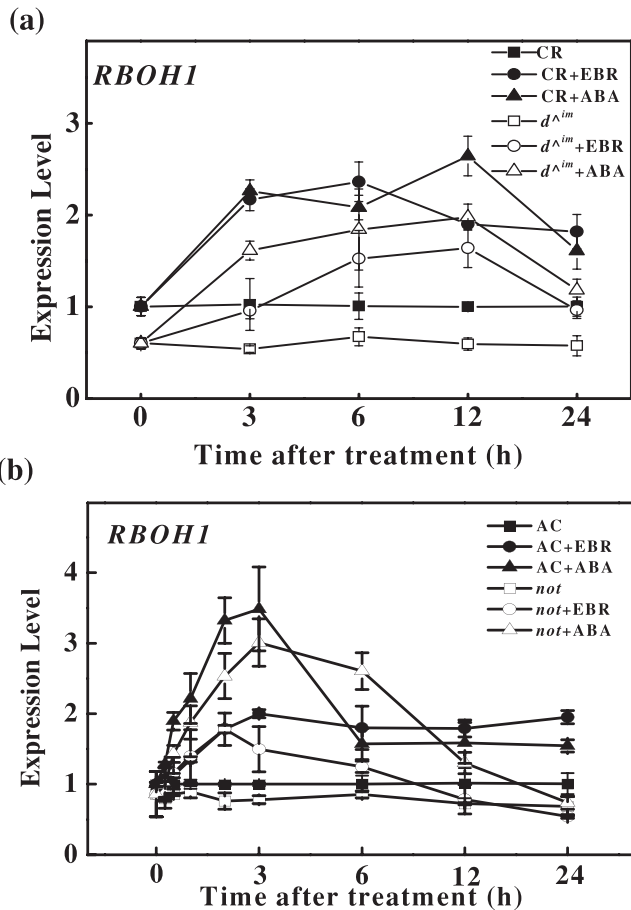 (a)
RBOH1
CR
CR+EBR
CR+ABA
d^im
d^im+EBR
d^im+ABA
3
2
1
0
Expression Level
0 3 6 12 24
Time after treatment (h)
(b)
RBOH1
AC
AC+EBR
AC+ABA
not
not+EBR
not+ABA
4
3
2
1
0
Expression Level
0 3 6 12 24
Time after treatment (h)